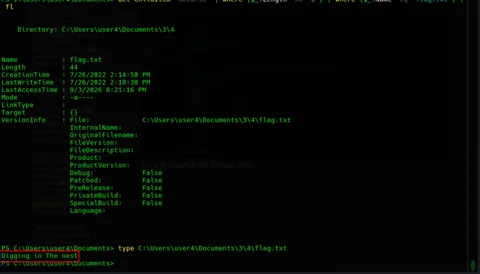 fl
Directory: C:\Users\user4\Documents\3\4
Name : flag.txt
Length : 44
CreationTime : 7/26/2022 2:14:50 PM
LastWriteTime : 7/26/2022 2:18:38 PM
LastAccessTime : 9/3/2026 8:21:16 PM
Mode : -a----
LinkType :
Target : {}
VersionInfo : File: C:\Users\user4\Documents\3\4\flag.txt
InternalName:
OriginalFilename:
FileVersion:
FileDescription:
Product:
ProductVersion:
Debug: False
Patched: False
PreRelease: False
PrivateBuild: False
SpecialBuild: False
Language:
PS C:\Users\user4\Documents> type C:\Users\user4\Documents\3\4\flag.txt
Digging in The nest
PS C:\Users\user4\Documents>